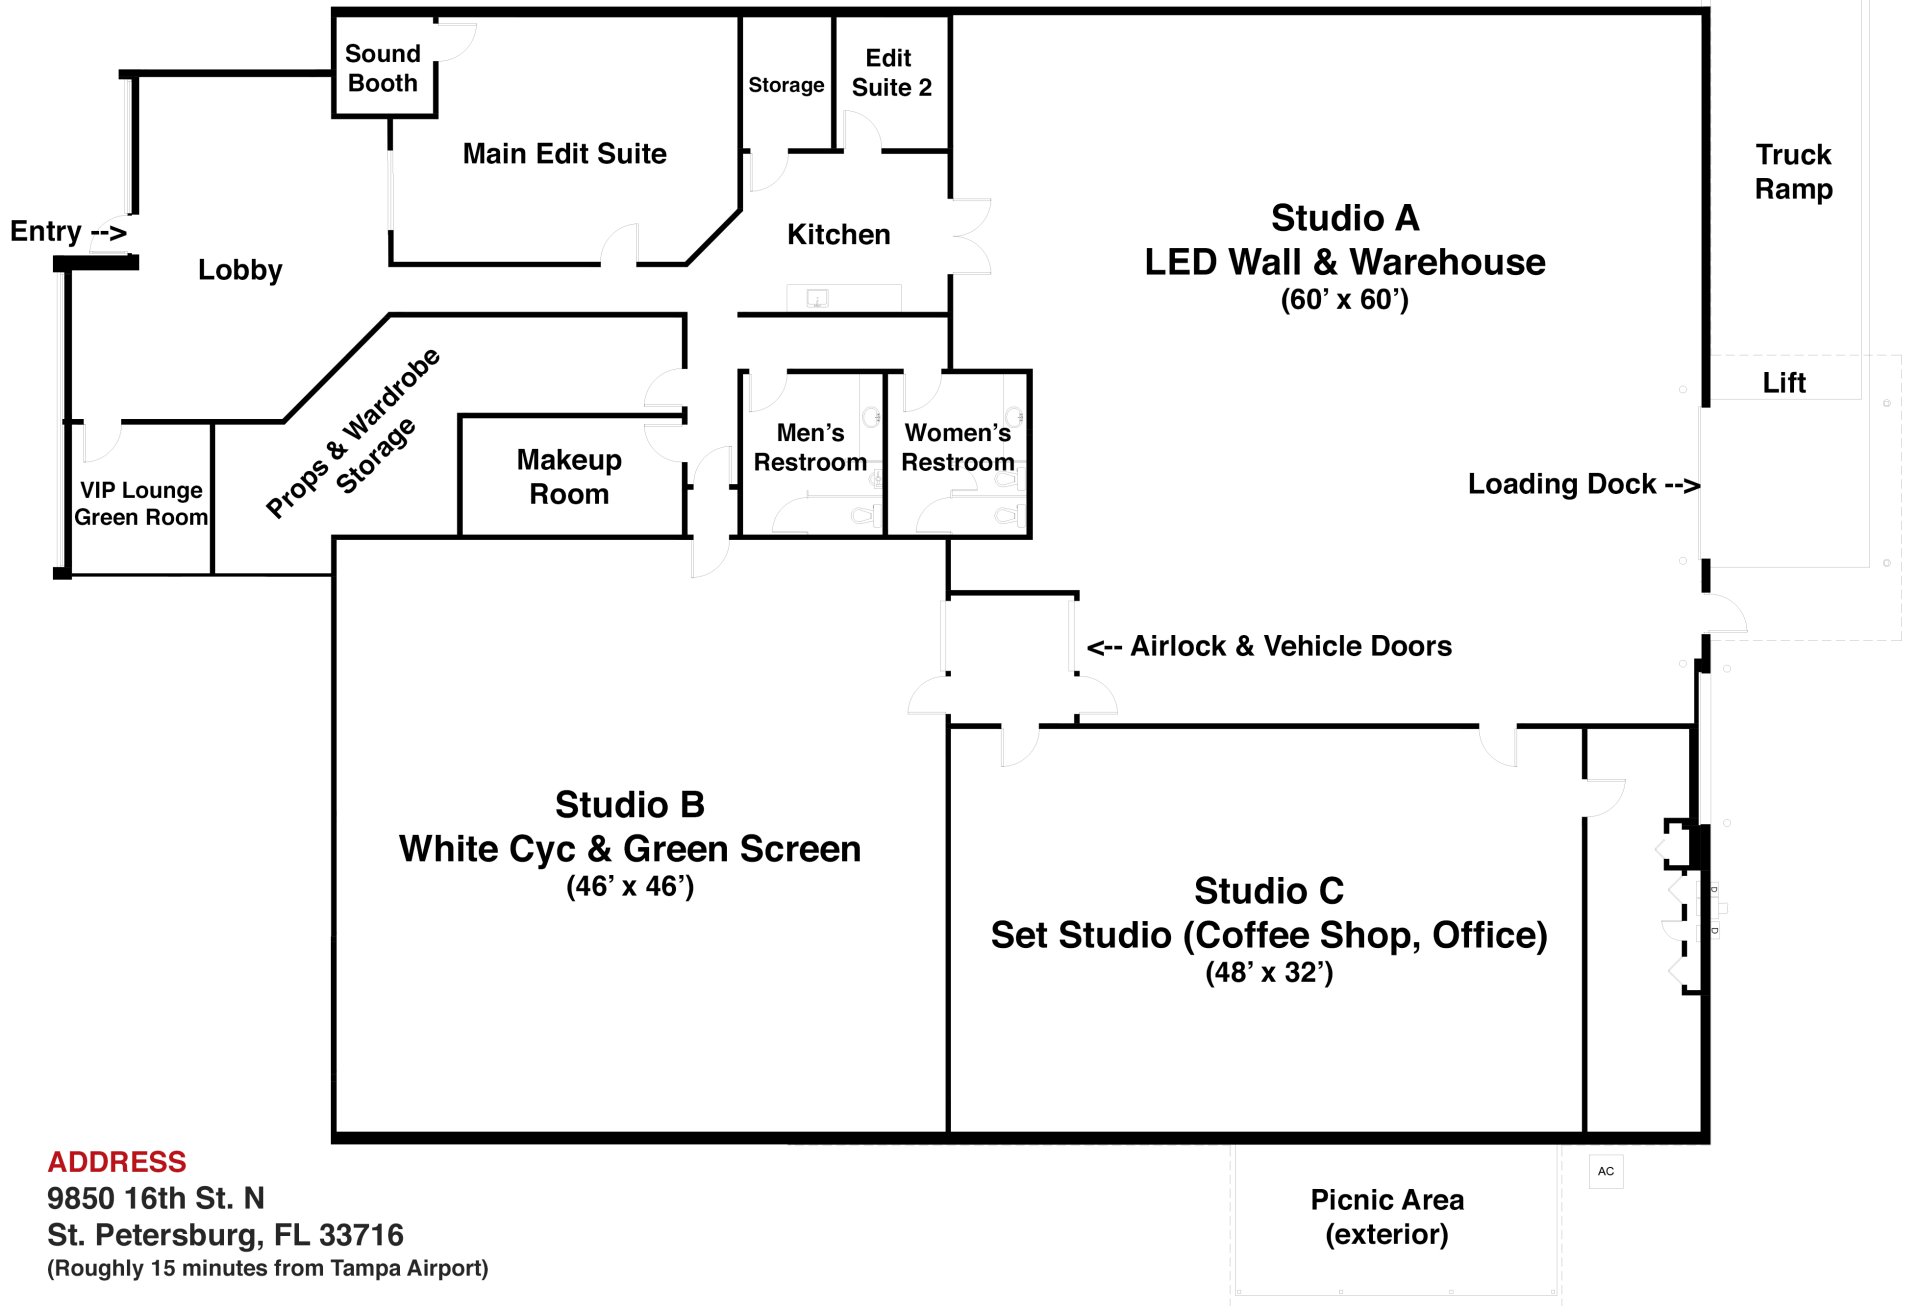 Sound
Booth
Main Edit Suite
Storage
Edit
Suite 2
Truck
Ramp
Entry -->
Lobby
Kitchen
Studio A
LED Wall & Warehouse
(60’ x 60’)
Lift
Props & Wardrobe
Storage
Makeup
Room
Men’s
Restroom
Women’s
Restroom
Loading Dock -->
VIP Lounge
Green Room
<-- Airlock & Vehicle Doors
Studio B
White Cyc & Green Screen
(46’ x 46’)
Studio C
Set Studio (Coffee Shop, Office)
(48’ x 32’)
D
D
AC
Picnic Area
(exterior)
ADDRESS
9850 16th St. N
St. Petersburg, FL 33716
(Roughly 15 minutes from Tampa Airport)